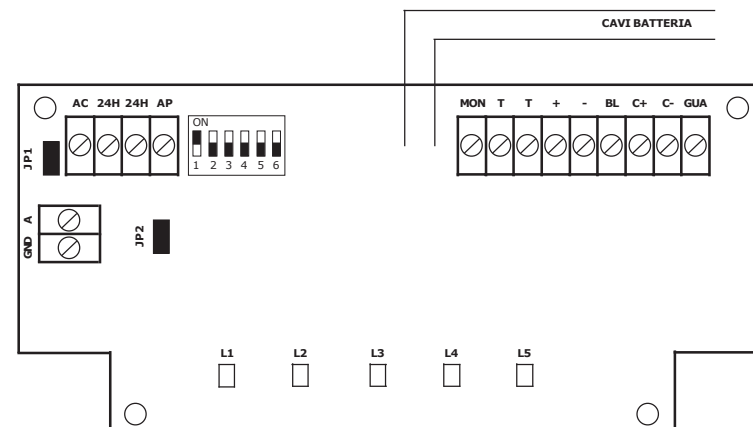 CAVI BATTERIA
AC 24H 24H AP
MON T T + - BL C+ C- GUA
ON
1 2 3 4 5 6
JP1
A
GND
JP2
L1 L2 L3 L4 L5